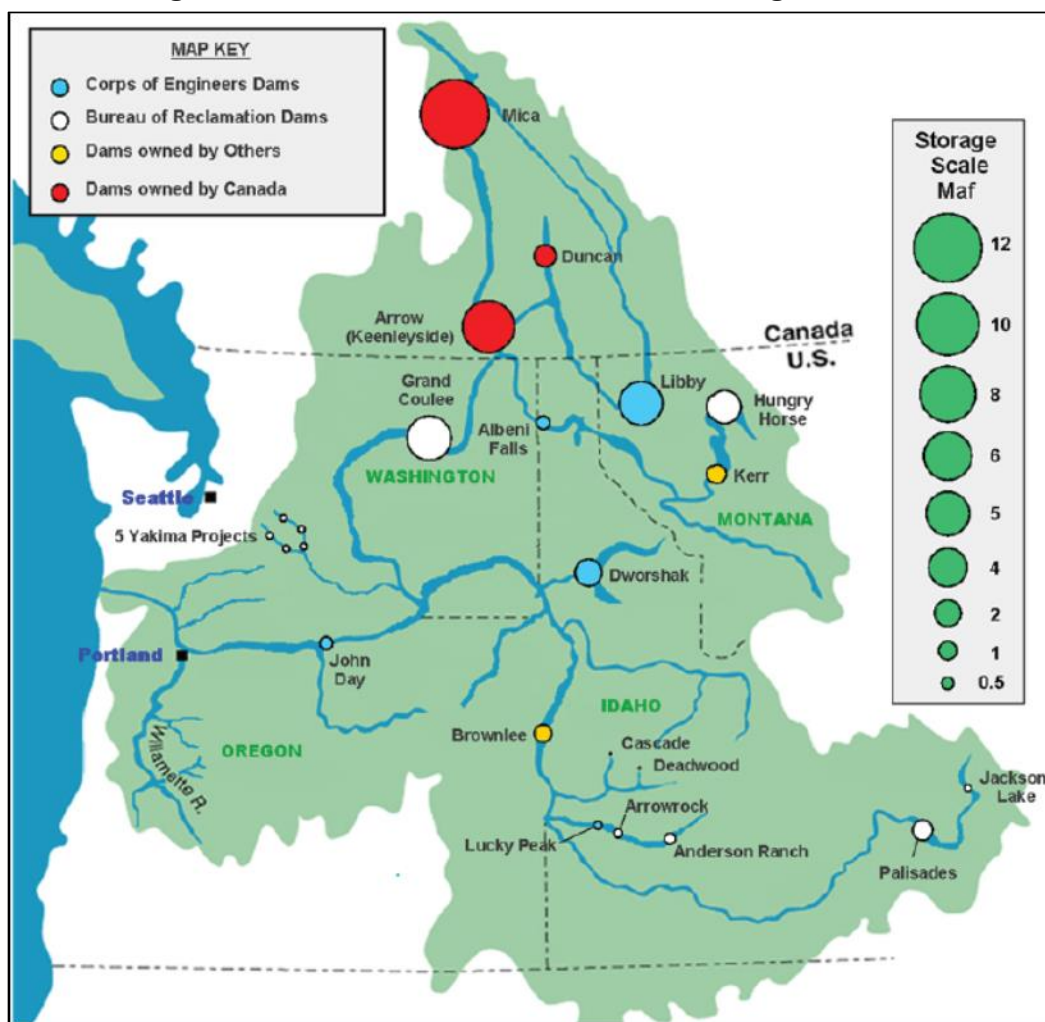 MAP KEY
Corps of Engineers Dams
Bureau of Reclamation Dams
Dams owned by Others
Dams owned by Canada
Storage
Scale
Maf
12
10
8
6
5
4
2
1
0.5
Mica
Duncan
Arrow
(Keenleyside)
Canada
U.S.
Grand
Coulee
Libby
Hungry
Horse
Albeni
Falls
WASHINGTON
Kerr
Seattle
MONTANA
5 Yakima Projects
Dworshak
Portland
John
Day
IDAHO
Brownlee
Cascade
OREGON
Deadwood
Willamette R.
Jackson
Lake
Arrowrock
Lucky Peak
Anderson Ranch
Palisades